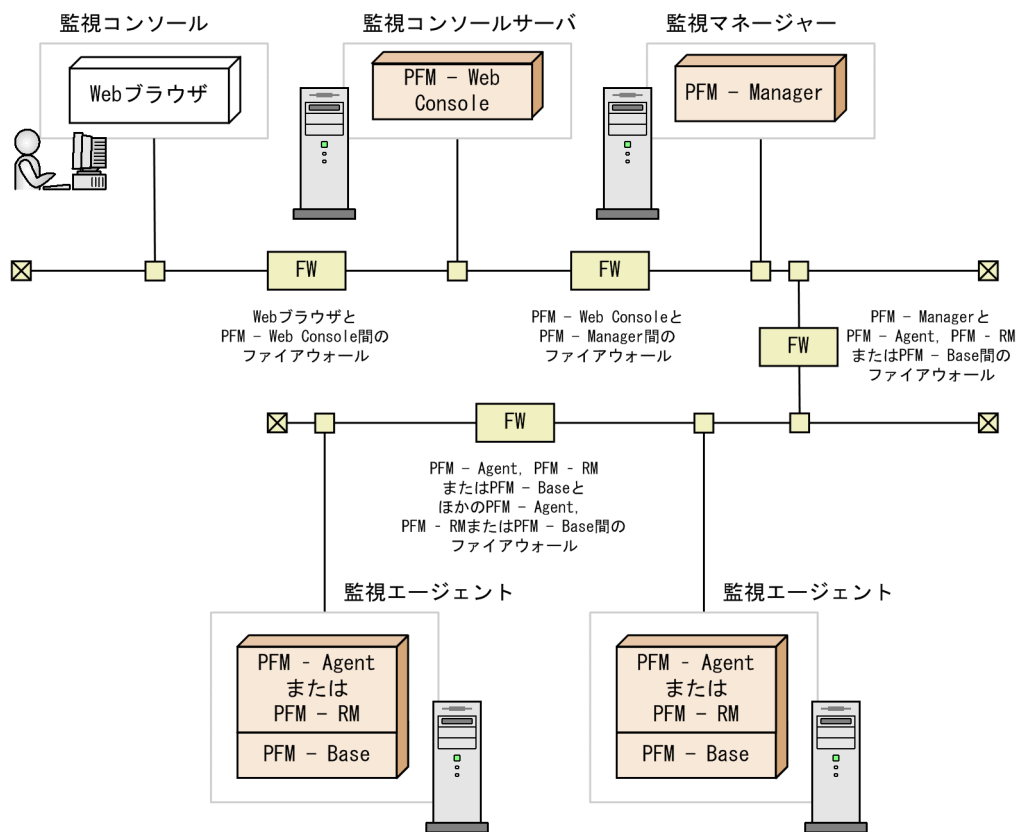 監視コンソール
監視コンソールサーバ
監視マネージャー
Webブラウザ
PFM － Web
Console
PFM － Manager
FW
FW
Webブラウザと
PFM － Web Console間の
ファイアウォール
PFM － Web Consoleと
PFM － Manager間の
ファイアウォール
FW
PFM － Managerと
PFM － Agent, PFM - RM
またはPFM － Base間の
ファイアウォール
FW
PFM － Agent, PFM - RM
またはPFM － Baseと
ほかのPFM － Agent,
PFM - RMまたはPFM － Base間の
ファイアウォール
監視エージェント
監視エージェント
PFM - Agent
または
PFM － RM
PFM － Base
PFM - Agent
または
PFM － RM
PFM － Base